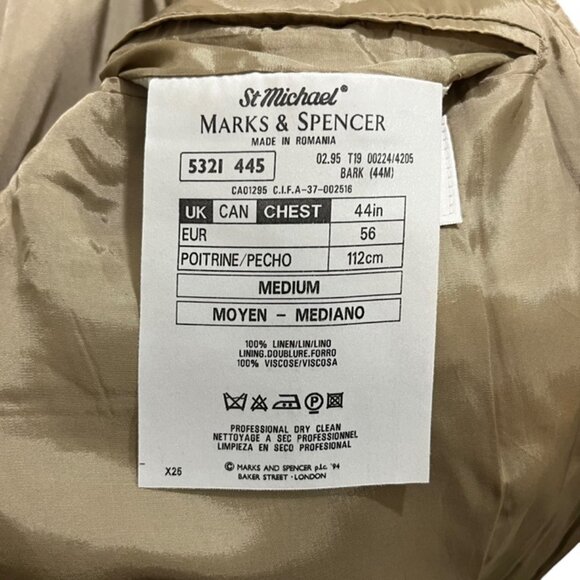 St Michael®
MARKS & SPENCER
MADE IN ROMANIA
5321 445
02.95 T19 00224/4205
BARK (44M)
CA01295 C.I.F.A-37-002516
UK CAN CHEST 44in
EUR 56
POITRINE/PECHO 112cm
MEDIUM
MOYEN - MEDIANO
100% LINEN/LIN/LINO
LINING.DOUBLURE.FORRO
100% VISCOSE/VISCOSA
P
PROFESSIONAL DRY CLEAN
NETTOYAGE A SEC PROFESSIONNEL
LIMPIEZA EN SECO PROFESIONAL
X26
© MARKS AND SPENCER p.l.c. '94
BAKER STREET · LONDON